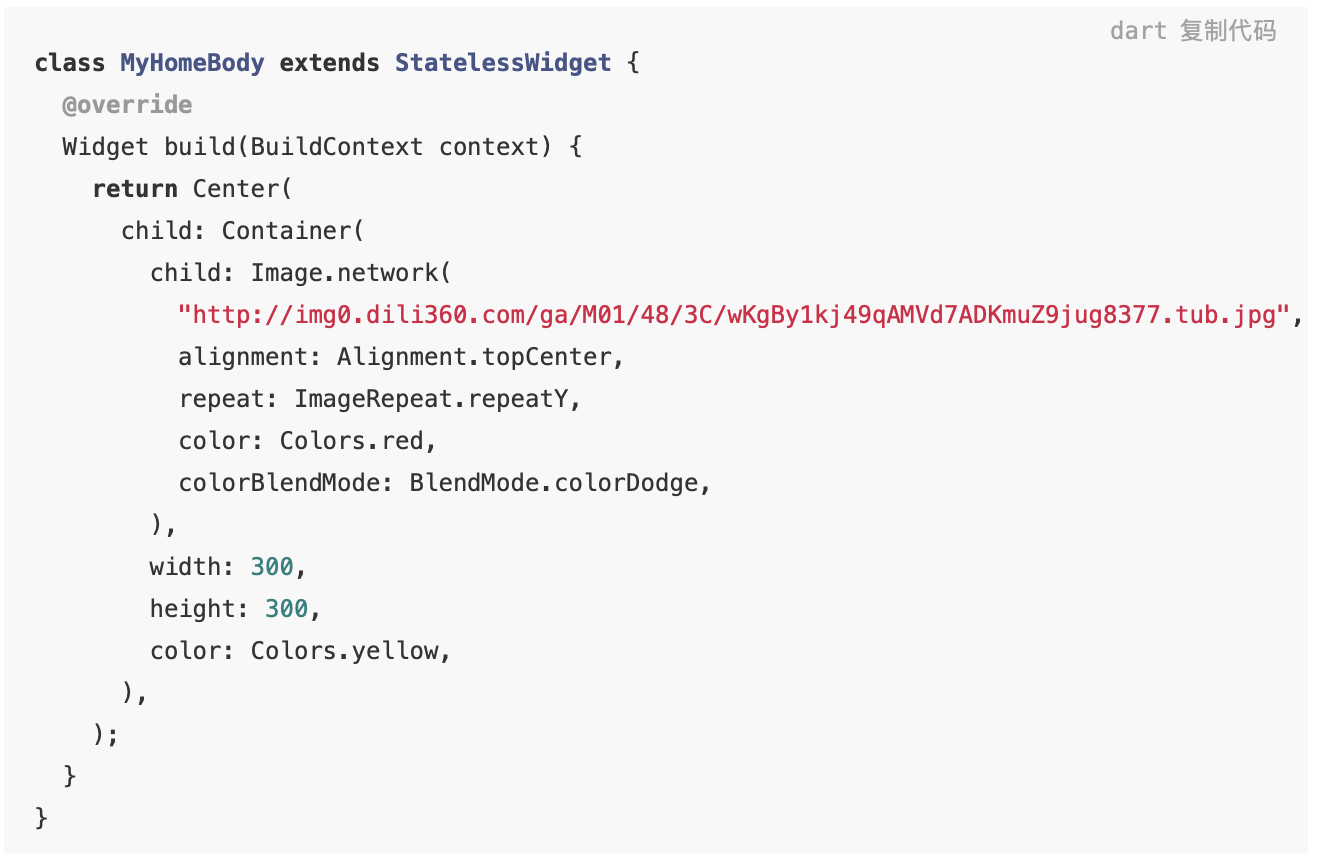 dart 复制代码
class MyHomeBody extends StatelessWidget {
  @override
  Widget build(BuildContext context) {
    return Center(
      child: Container(
        child: Image.network(
          "http://img0.dili360.com/ga/M01/48/3C/wKgBy1kj49qAMVd7ADKmuZ9jug8377.tub.jpg",
          alignment: Alignment.topCenter,
          repeat: ImageRepeat.repeatY,
          color: Colors.red,
          colorBlendMode: BlendMode.colorDodge,
        ),
        width: 300,
        height: 300,
        color: Colors.yellow,
      ),
    );
  }
}